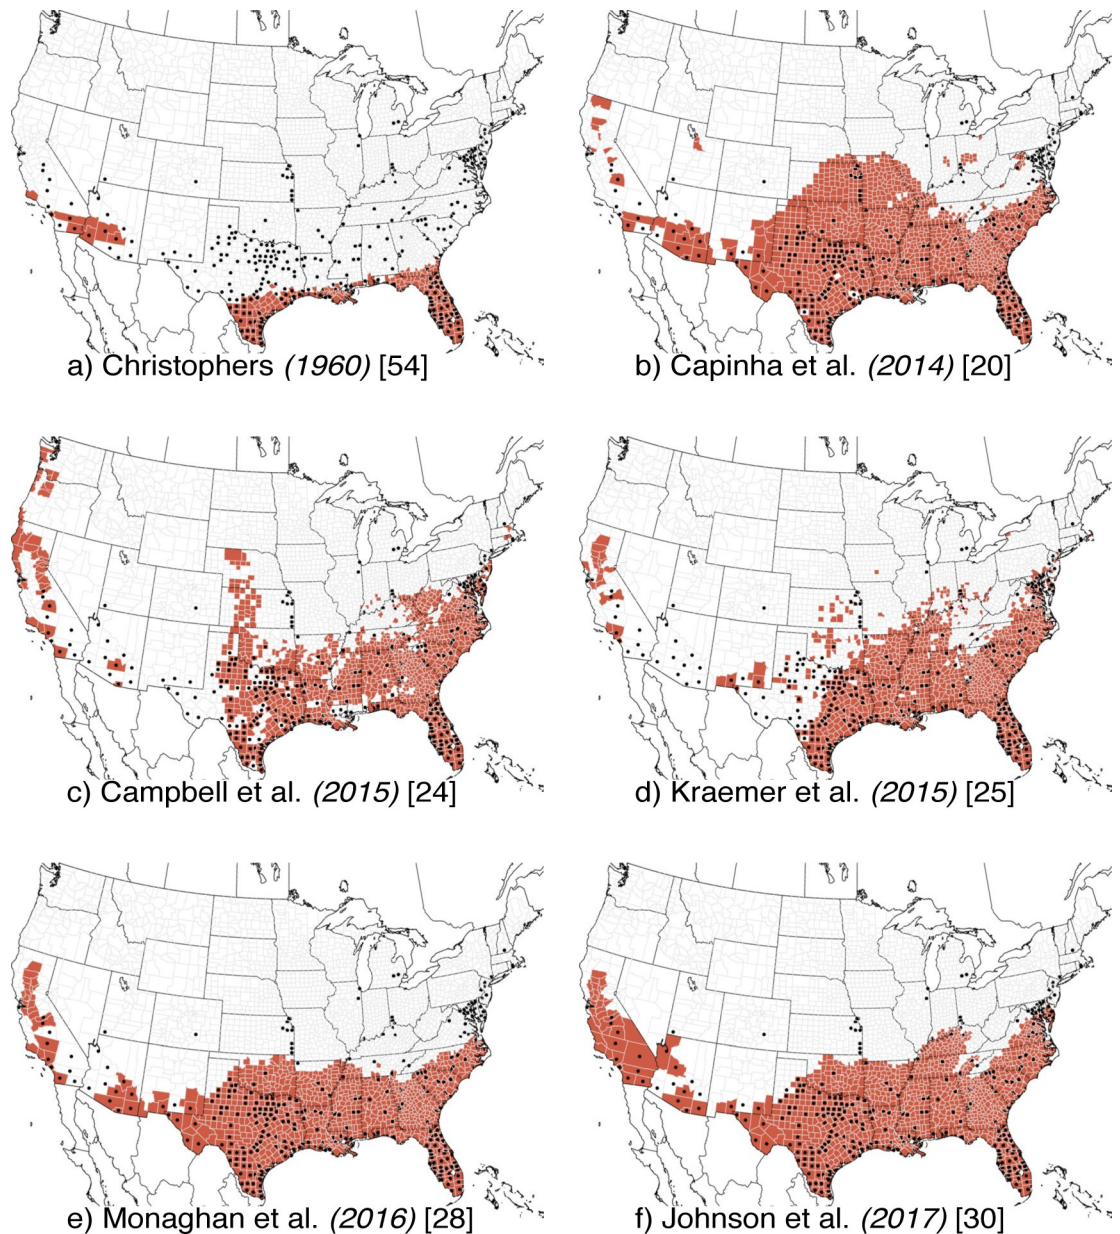 a) Christophers (1960) [54]
b) Capinha et al. (2014) [20]
c) Campbell et al. (2015) [24]
d) Kraemer et al. (2015) [25]
e) Monaghan et al. (2016) [28]
f) Johnson et al. (2017) [30]